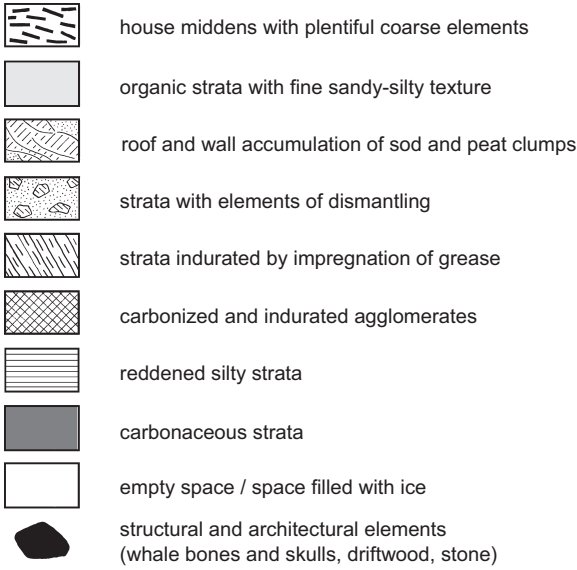 house middens with plentiful coarse elements
organic strata with fine sandy-silty texture
roof and wall accumulation of sod and peat clumps
strata with elements of dismantling
strata indurated by impregnation of grease
carbonized and indurated agglomerates
reddened silty strata
carbonaceous strata
empty space / space filled with ice
structural and architectural elements
(whale bones and skulls, driftwood, stone)